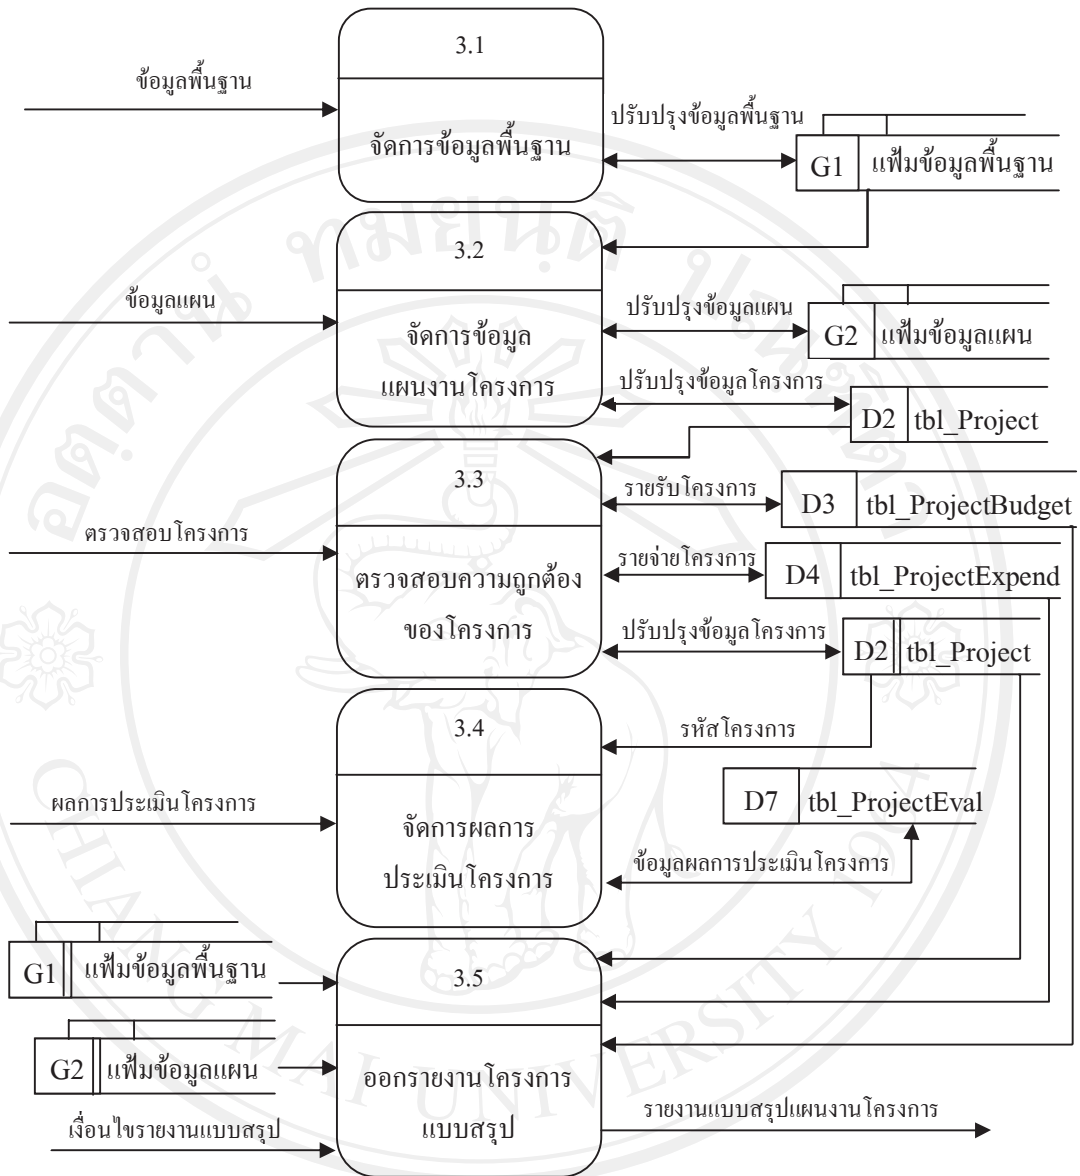 3.1
ข้อมูลพื้นฐาน
จัดการข้อมูลพื้นฐาน
ปรับปรุงข้อมูลพื้นฐาน
G1 แฟ้มข้อมูลพื้นฐาน
3.2
ข้อมูลแผน
จัดการข้อมูล
แผนงานโครงการ
ปรับปรุงข้อมูลแผน
G2 แฟ้มข้อมูลแผน
ปรับปรุงข้อมูลโครงการ
D2 tbl_Project
3.3
ตรวจสอบโครงการ
ตรวจสอบความถูกต้อง
ของโครงการ
รายรับโครงการ
D3 tbl_ProjectBudget
รายจ่ายโครงการ
D4 tbl_ProjectExpend
ปรับปรุงข้อมูลโครงการ
D2 tbl_Project
3.4
รหัสโครงการ
ผลการประเมินโครงการ
จัดการผลการ
ประเมินโครงการ
D7 tbl_ProjectEval
ข้อมูลผลการประเมินโครงการ
G1 แฟ้มข้อมูลพื้นฐาน
3.5
G2 แฟ้มข้อมูลแผน
เงื่อนไขรายงานแบบสรุป
ออกรายงานโครงการ
แบบสรุป
รายงานแบบสรุปแผนงานโครงการ
อตฺตานํ ทมยนฺติ ปณฺฑิตา
CHIANG MAI UNIVERSITY 1964